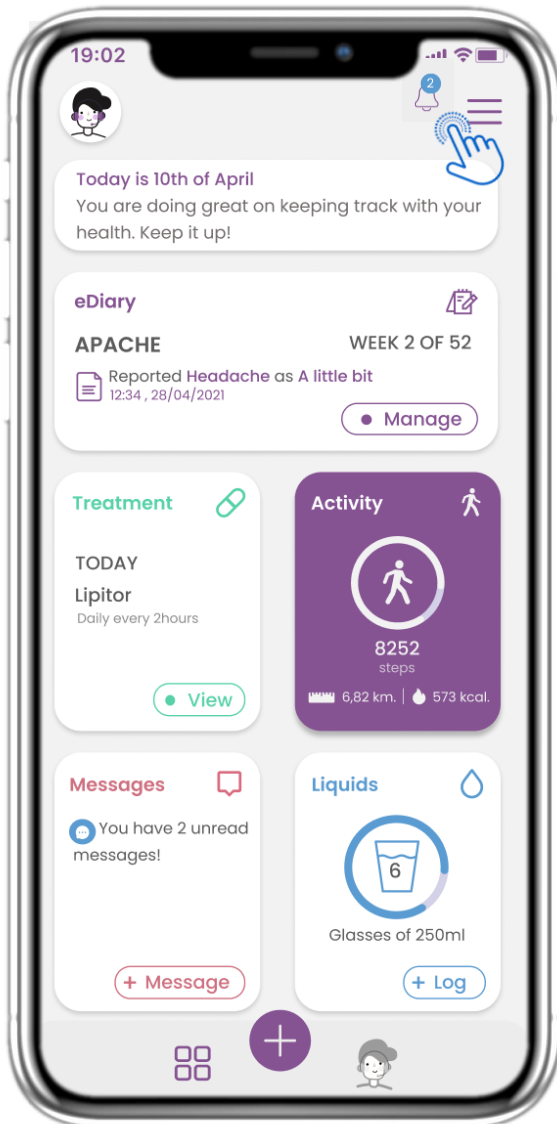 19:02
2
Today is 10th of April
You are doing great on keeping track with your
health. Keep it up!
eDiary
APACHE
WEEK 2 OF 52
Reported Headache as A little bit
12:34 , 28/04/2021
Manage
Treatment
TODAY
Lipitor
Daily every 2hours
View
Activity
8252
steps
6,82 km.
573 kcal.
Messages
You have 2 unread
messages!
+ Message
Liquids
6
Glasses of 250ml
+ Log